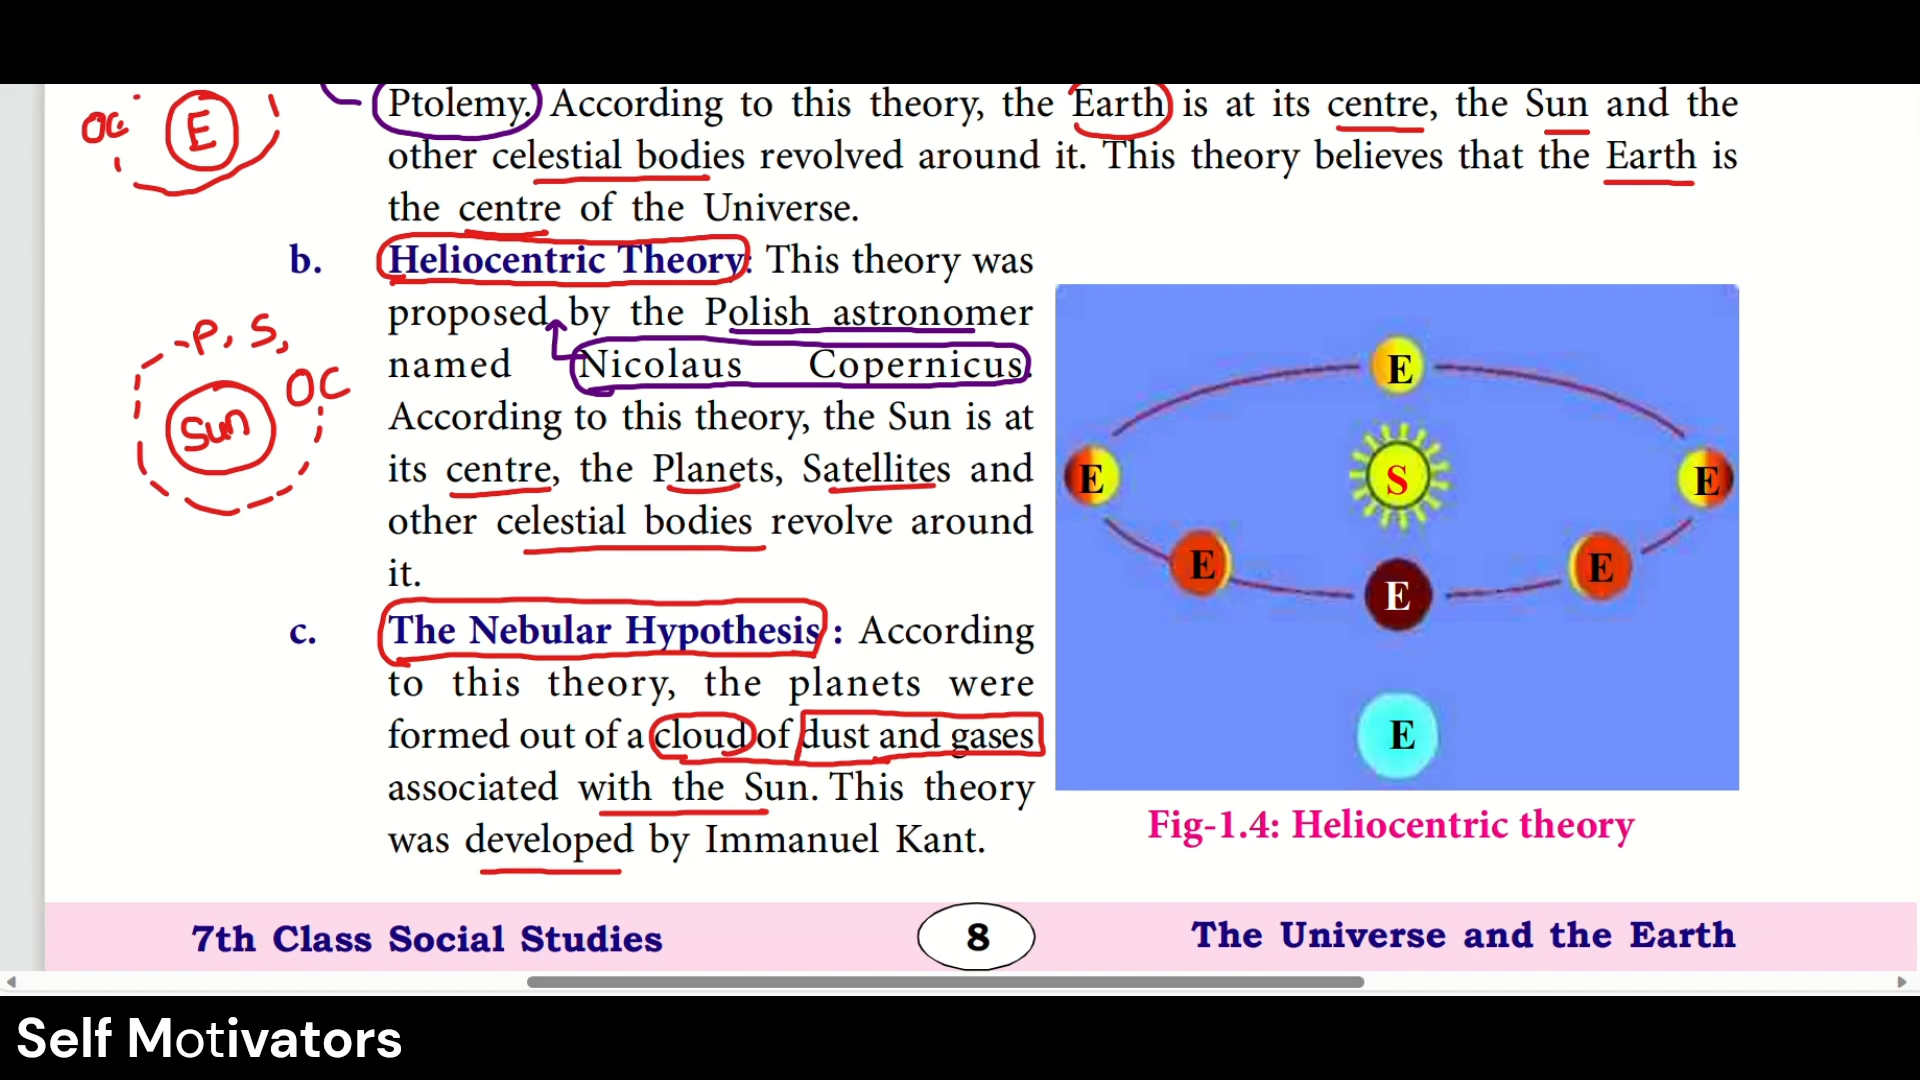 Ptolemy. According to this theory, the Earth is at its centre, the Sun and the
other celestial bodies revolved around it. This theory believes that the Earth is
the centre of the Universe.
b. Heliocentric Theory: This theory was
proposed by the Polish astronomer
named Nicolaus Copernicus.
According to this theory, the Sun is at
its centre, the Planets, Satellites and
other celestial bodies revolve around
it.
c. The Nebular Hypothesis : According
to this theory, the planets were
formed out of a cloud of dust and gases
associated with the Sun. This theory
was developed by Immanuel Kant.
OC
E
P, S,
OC
Sun
E
E
S
E
E
E
E
E
Fig-1.4: Heliocentric theory
7th Class Social Studies
8
The Universe and the Earth
Self Motivators